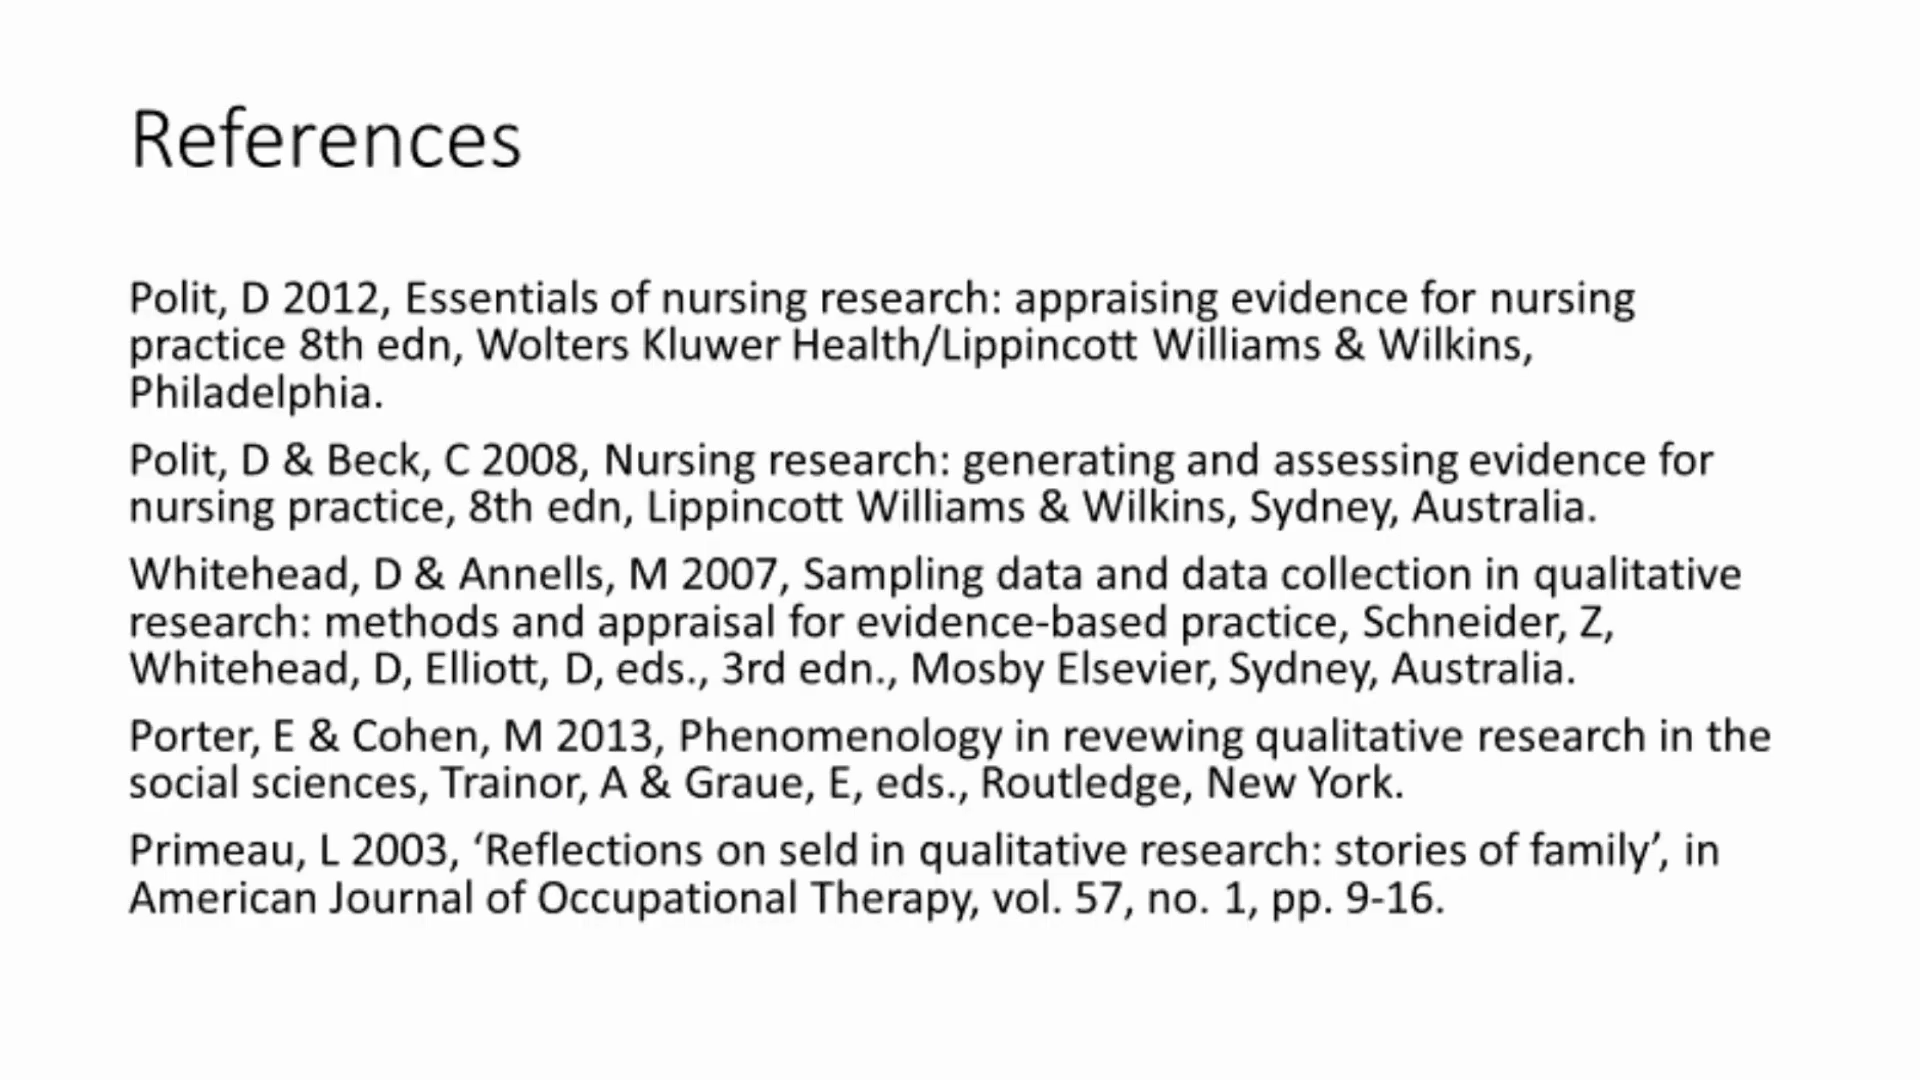 References
Polit, D 2012, Essentials of nursing research: appraising evidence for nursing
practice 8th edn, Wolters Kluwer Health/Lippincott Williams & Wilkins,
Philadelphia.
Polit, D & Beck, C 2008, Nursing research: generating and assessing evidence for
nursing practice, 8th edn, Lippincott Williams & Wilkins, Sydney, Australia.
Whitehead, D & Annells, M 2007, Sampling data and data collection in qualitative
research: methods and appraisal for evidence-based practice, Schneider, Z,
Whitehead, D, Elliott, D, eds., 3rd edn., Mosby Elsevier, Sydney, Australia.
Porter, E & Cohen, M 2013, Phenomenology in revewing qualitative research in the
social sciences, Trainor, A & Graue, E, eds., Routledge, New York.
Primeau, L 2003, ‘Reflections on seld in qualitative research: stories of family’, in
American Journal of Occupational Therapy, vol. 57, no. 1, pp. 9-16.